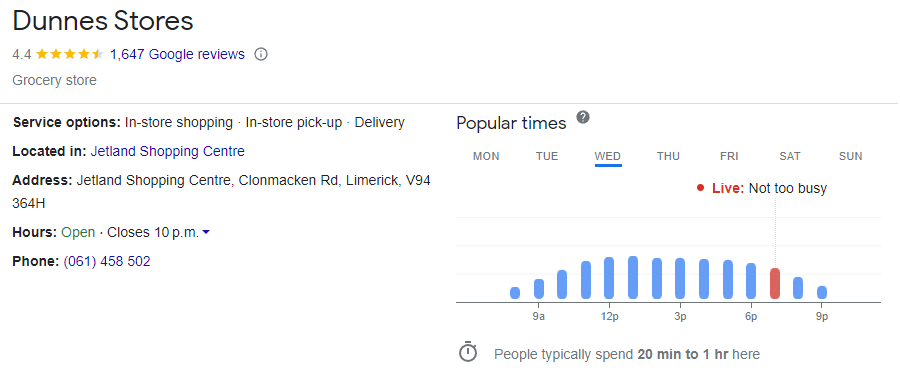 Dunnes Stores
4.4 1,647 Google reviews
Grocery store
Service options: In-store shopping · In-store pick-up · Delivery
Located in: Jetland Shopping Centre
Address: Jetland Shopping Centre, Clonmacken Rd, Limerick, V94
364H
Hours: Open · Closes 10 p.m.
Phone: (061) 458 502
Popular times
MON TUE WED THU FRI SAT SUN
Live: Not too busy
9a 12p 3p 6p 9p
People typically spend 20 min to 1 hr here